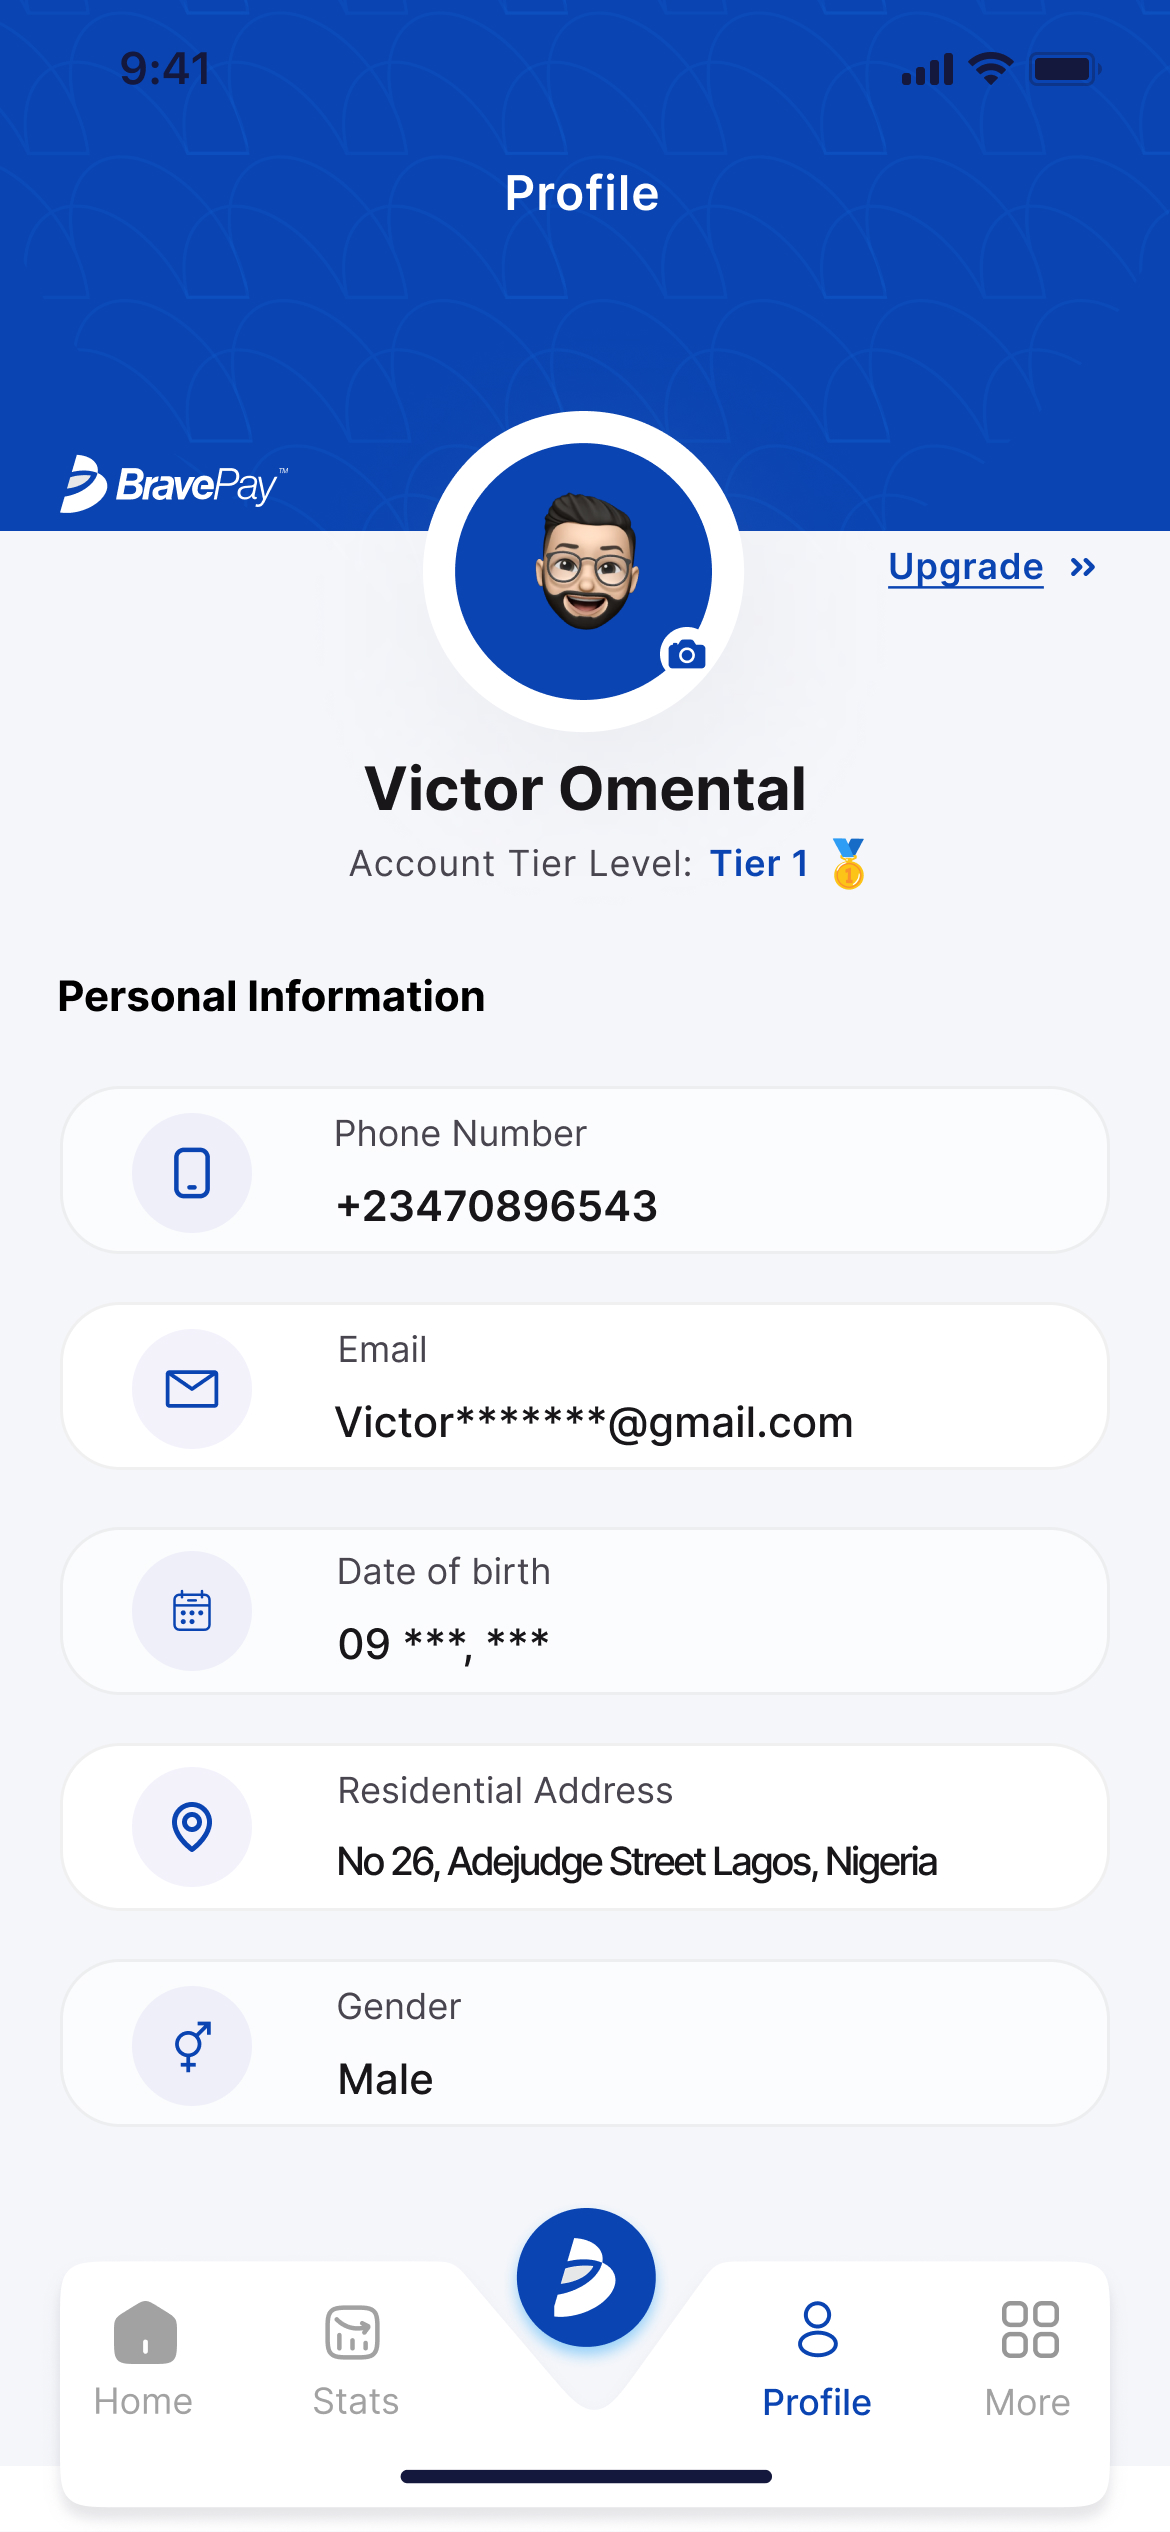 9:41
Profile
BravePay™
Upgrade
Victor Omental
Account Tier Level: Tier 1
Personal Information
Phone Number
+23470896543
Email
Victor*******@gmail.com
Date of birth
09 ***, ***
Residential Address
No 26, Adejudge Street Lagos, Nigeria
Gender
Male
Home
Stats
Profile
More